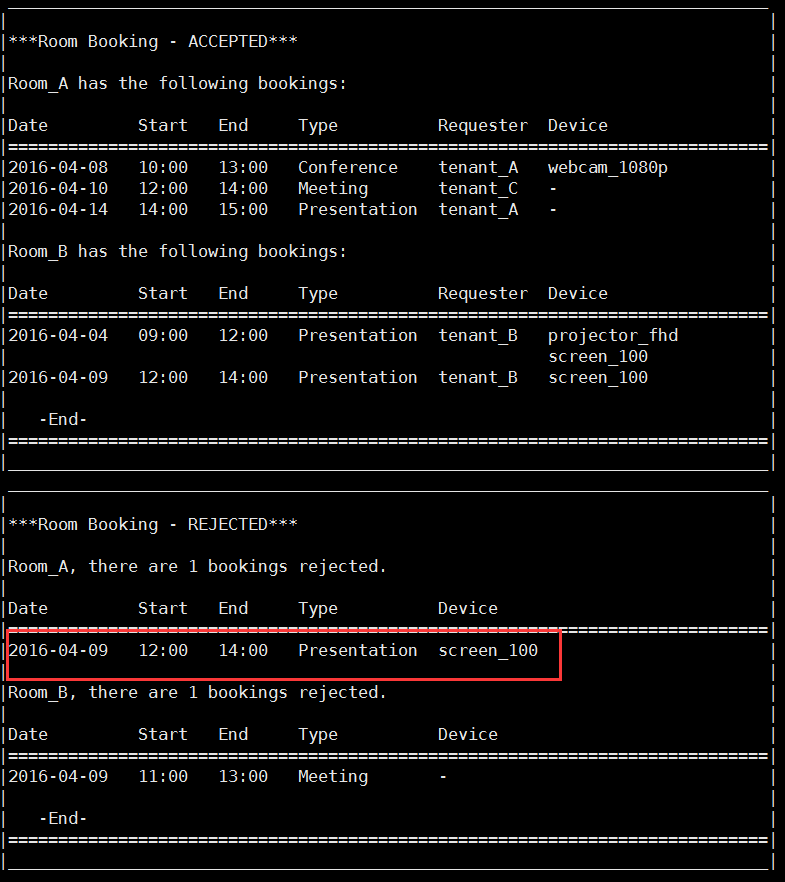 ***Room Booking - ACCEPTED***
Room_A has the following bookings:
Date Start End Type Requester Device
============================================================================
2016-04-08 10:00 13:00 Conference tenant_A webcam_1080p
2016-04-10 12:00 14:00 Meeting tenant_C -
2016-04-14 14:00 15:00 Presentation tenant_A -
Room_B has the following bookings:
Date Start End Type Requester Device
============================================================================
2016-04-04 09:00 12:00 Presentation tenant_B projector_fhd
screen_100
2016-04-09 12:00 14:00 Presentation tenant_B screen_100
-End-
============================================================================
***Room Booking - REJECTED***
Room_A, there are 1 bookings rejected.
Date Start End Type Device
============================================================================
2016-04-09 12:00 14:00 Presentation screen_100
Room_B, there are 1 bookings rejected.
Date Start End Type Device
============================================================================
2016-04-09 11:00 13:00 Meeting -
-End-
============================================================================